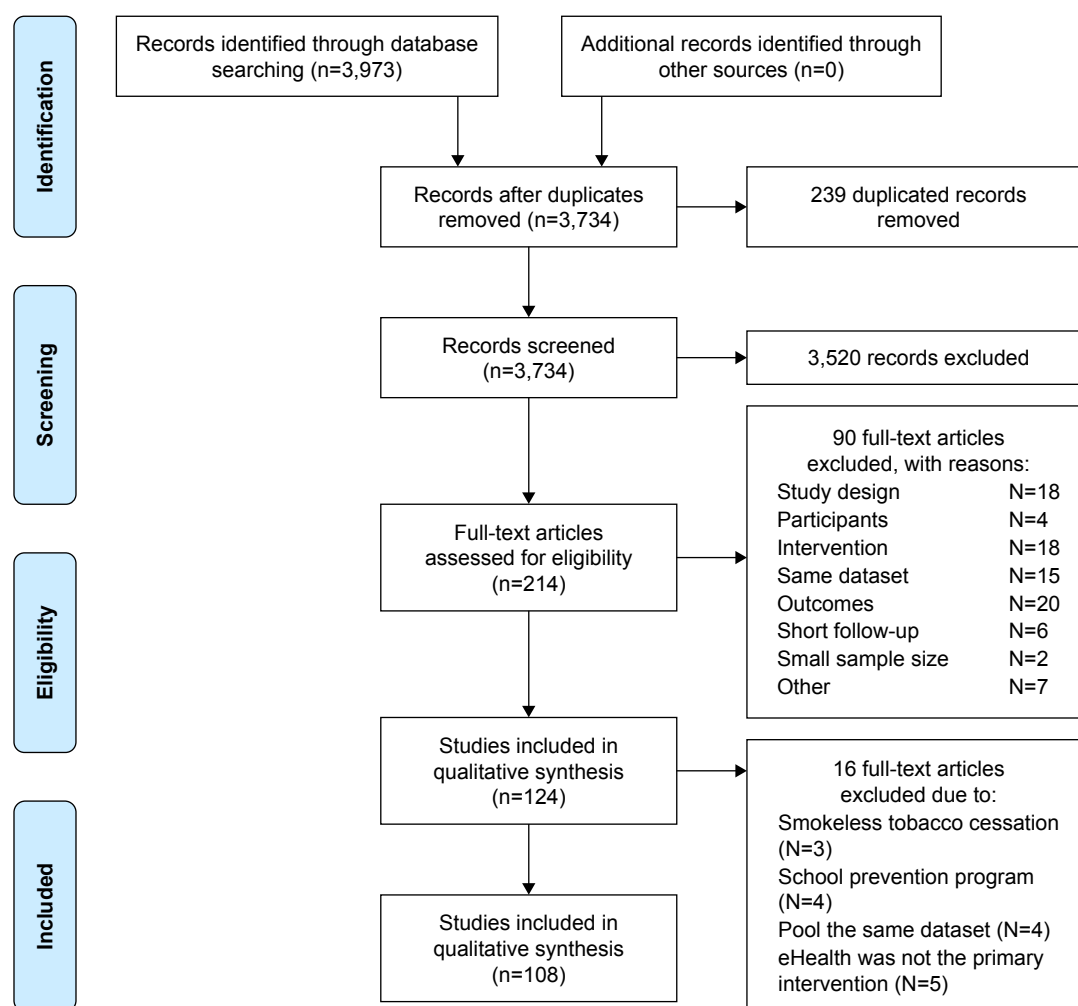 Identification
Records identified through database
searching (n=3,973)
Additional records identified through
other sources (n=0)
Records after duplicates
removed (n=3,734)
239 duplicated records
removed
Screening
Records screened
(n=3,734)
3,520 records excluded
Eligibility
Full-text articles
assessed for eligibility
(n=214)
90 full-text articles
excluded, with reasons:
Study design N=18
Participants N=4
Intervention N=18
Same dataset N=15
Outcomes N=20
Short follow-up N=6
Small sample size N=2
Other N=7
Studies included in
qualitative synthesis
(n=124)
16 full-text articles
excluded due to:
Smokeless tobacco cessation
(N=3)
School prevention program
(N=4)
Pool the same dataset (N=4)
eHealth was not the primary
intervention (N=5)
Included
Studies included in
qualitative synthesis
(n=108)